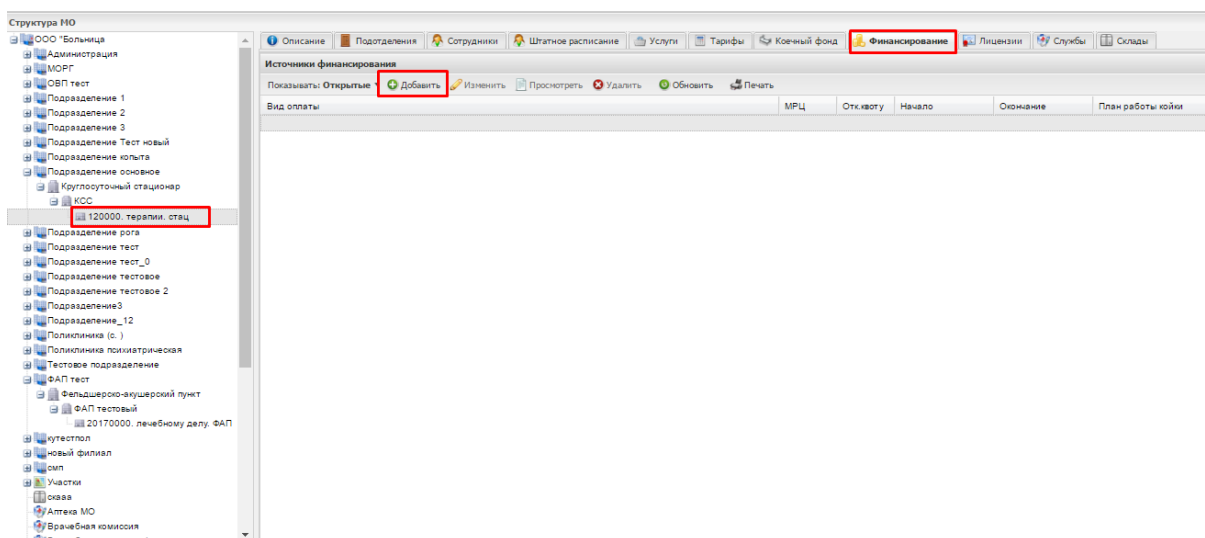 Структура МО
ООО "Больница
Администрация
МОРГ
ОВП тест
Подразделение 1
Подразделение 2
Подразделение 3
Подразделение Тест новый
Подразделение копыта
Подразделение основное
Круглосуточный стационар
КСС
120000. терапии. стац
Подразделение рога
Подразделение тест
Подразделение тест_0
Подразделение тестовое
Подразделение тестовое 2
Подразделение3
Подразделение_12
Поликлиника (с. )
Поликлиника психиатрическая
Тестовое подразделение
ФАП тест
Фельдшерско-акушерский пункт
ФАП тестовый
20170000. лечебному делу. ФАП
кутестпол
новый филиал
смп
Участки
скааа
Аптека МО
Врачебная комиссия
Описание Подотделения Сотрудники Штатное расписание Услуги Тарифы Коечный фонд Финансирование Лицензии Службы Склады
Источники финансирования
Показывать: Открытые Добавить Изменить Просмотреть Удалить Обновить Печать
Вид оплаты МРЦ Отк.квоту Начало Окончание План работы койки